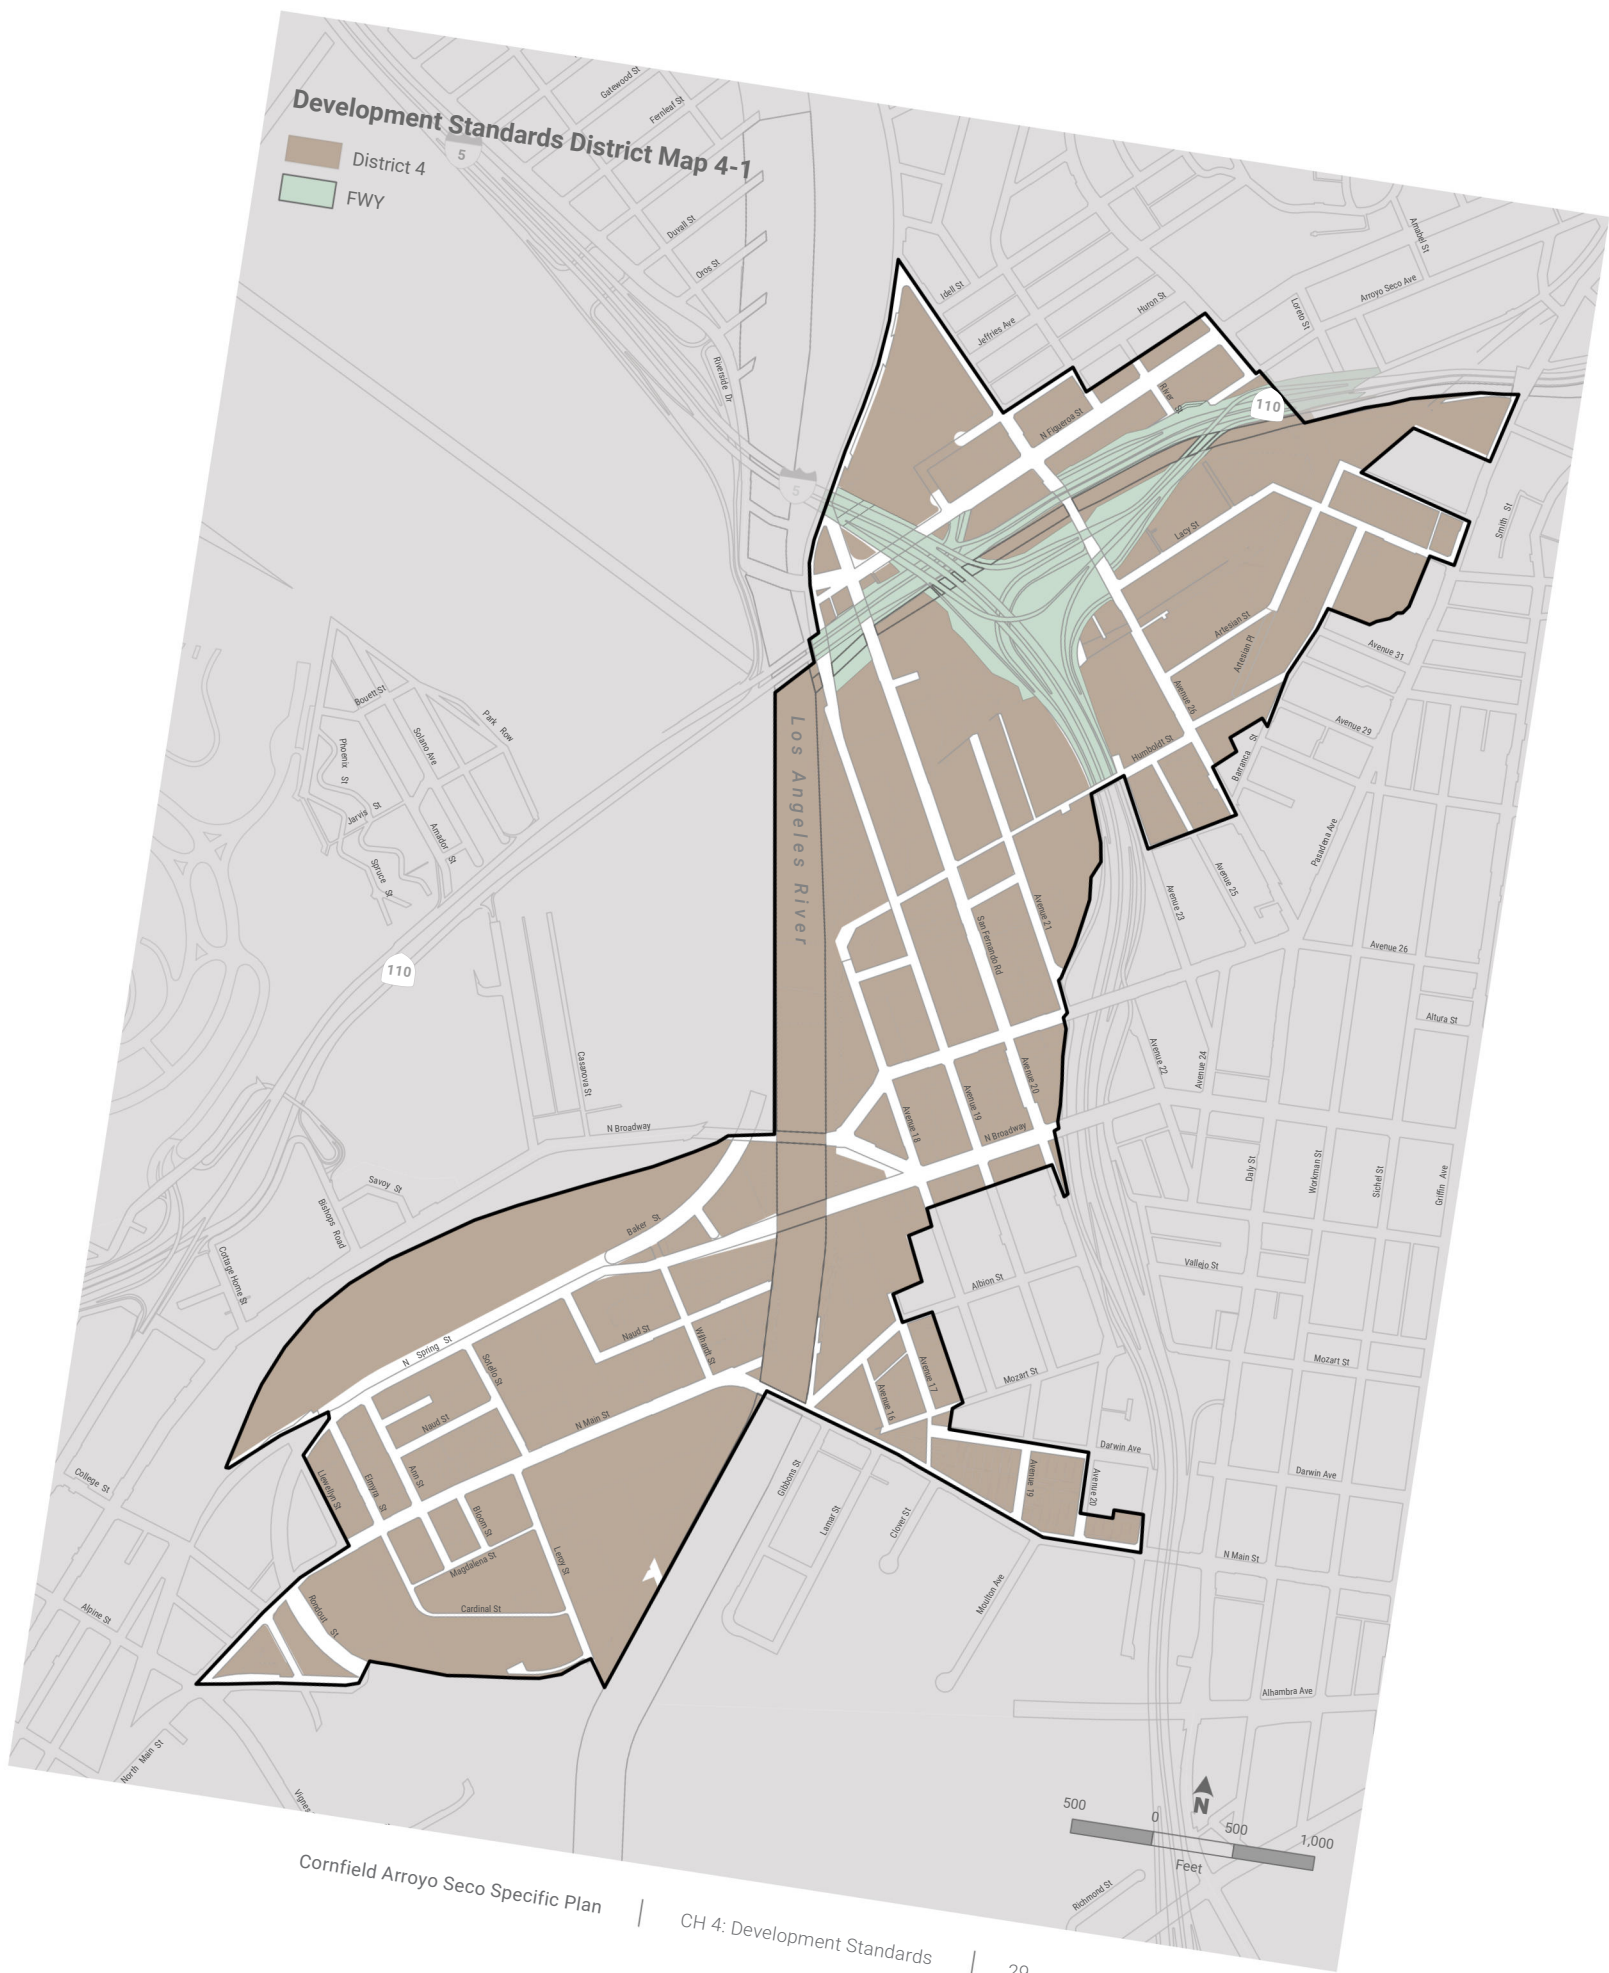 Development Standards District Map 4-1
District 4
FWY
5
Gatewood St
Fernleaf St
Duvall St
Oros St
Riverside Dr
5
Idell St
Jeffries Ave
Huron St
Loreto St
Amabel St
Arroyo Seco Ave
N Figueroa St
River St
110
Lacy St
Smith St
Artesian St
Artesian Pl
Avenue 31
Avenue 26
Avenue 29
Humboldt St
Barranca St
Bouett St
Park Row
Solano Ave
Phoenix St
Jarvis St
Amador St
Spruce St
Los Angeles River
Pasadena Ave
Avenue 25
Avenue 23
Avenue 21
San Fernando Rd
Avenue 26
110
Altura St
Casanova St
Avenue 22
Avenue 24
Avenue 20
Avenue 19
Avenue 18
N Broadway
N Broadway
Savoy St
Bishops Road
Cottage Home St
Baker St
Daly St
Workman St
Sichel St
Griffin Ave
Vallejo St
Albion St
N Spring St
Naud St
Wilhardt St
Sotello St
Mozart St
Mozart St
Avenue 17
Avenue 16
Naud St
N Main St
Ann St
Elmyra St
Llewellyn St
College St
Darwin Ave
Darwin Ave
Avenue 19
Avenue 20
Gibbons St
Lamar St
Clover St
Bloom St
Magdalena St
Leroy St
N Main St
Moulton Ave
Cardinal St
Rondout St
Alpine St
Alhambra Ave
North Main St
N
500 0 500 1,000
Feet
Richmond St
Cornfield Arroyo Seco Specific Plan | CH 4: Development Standards |